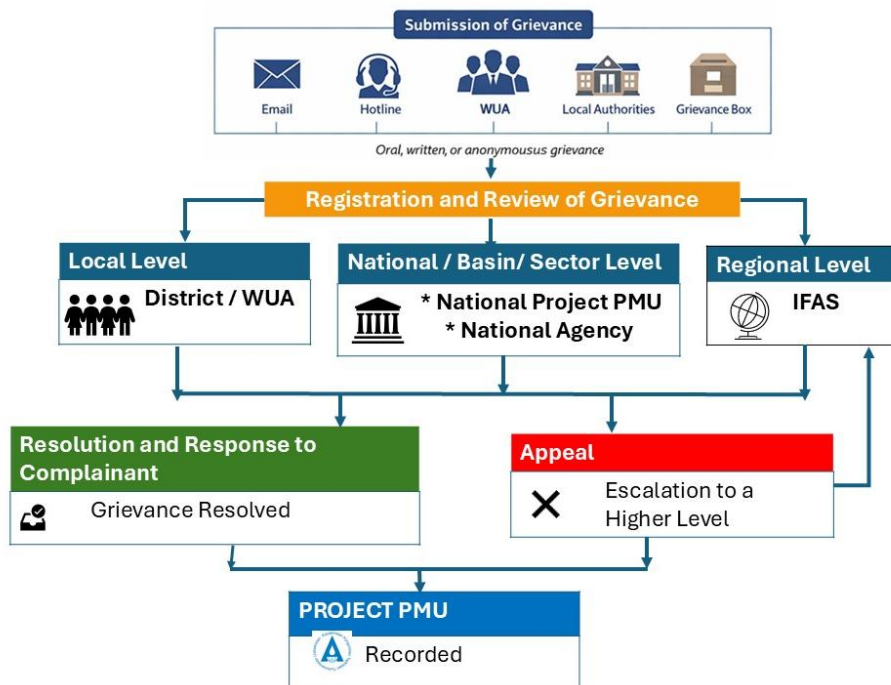 Submission of Grievance
Email
Hotline
WUA
Local Authorities
Grievance Box
Oral, written, or anonymousus grievance
Registration and Review of Grievance
Local Level
District / WUA
National / Basin/ Sector Level
* National Project PMU
* National Agency
Regional Level
IFAS
Resolution and Response to
Complainant
Grievance Resolved
Appeal
Escalation to a
Higher Level
PROJECT PMU
Recorded